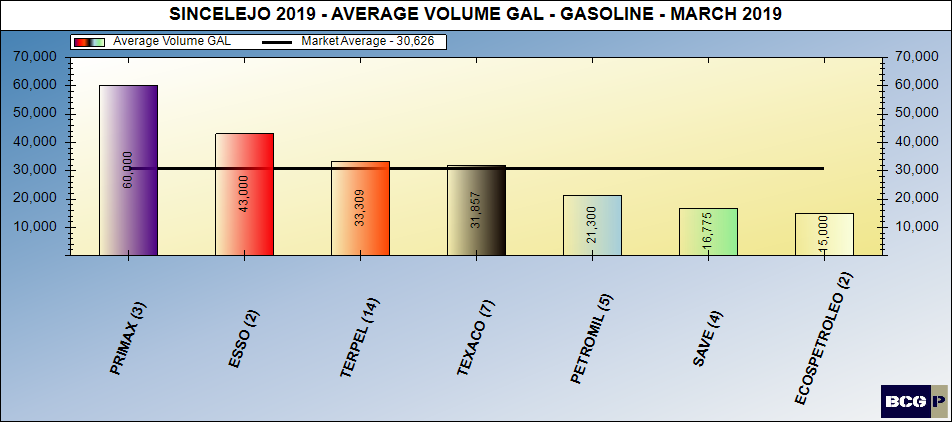 SINCELEJO 2019 - AVERAGE VOLUME GAL - GASOLINE - MARCH 2019
Average Volume GAL Market Average - 30,626
70,000 70,000
60,000 60,000
50,000 50,000
40,000 40,000
30,000 30,000
20,000 20,000
10,000 10,000
60,000
43,000
33,309
31,857
21,300
16,775
15,000
PRIMAX (3)
ESSO (2)
TERPEL (14)
TEXACO (7)
PETROMIL (5)
SAVE (4)
ECOSPETROLEO (2)
BCG P